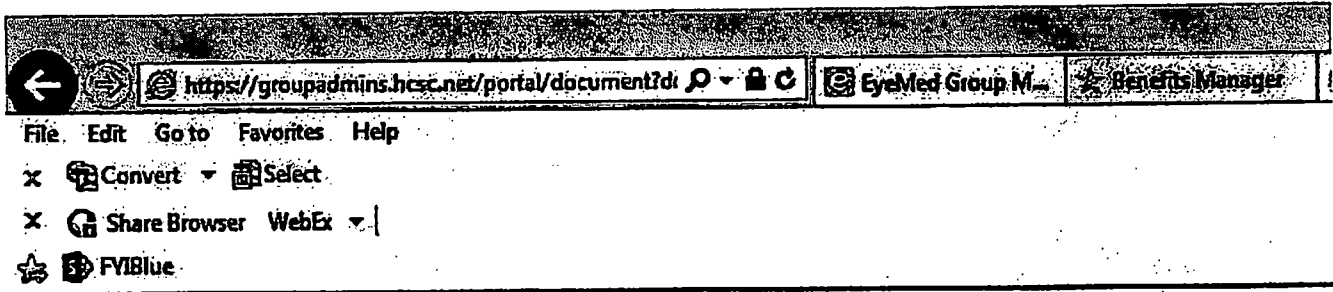 https://groupadmins.hcsc.net/portal/document?d EyeMed Group M... Benefits Manager
File Edit Go to Favorites Help
x Convert Select
x Share Browser WebEx
FYIBlue